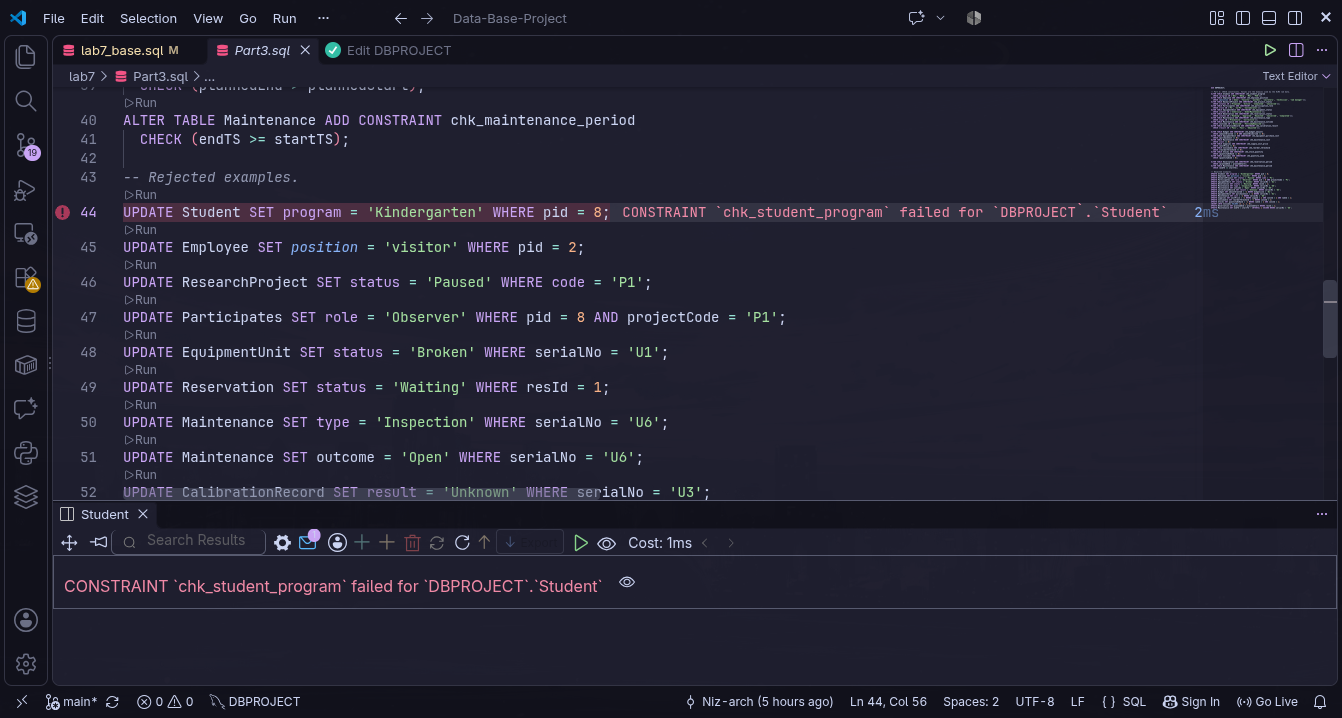 File Edit Selection View Go Run ··· Data-Base-Project
lab7_base.sql M Part3.sql Edit DBPROJECT
lab7 > Part3.sql > ...
Text Editor
Run
40 ALTER TABLE Maintenance ADD CONSTRAINT chk_maintenance_period
41 CHECK (endTS >= startTS);
42
43 -- Rejected examples.
Run
44 UPDATE Student SET program = 'Kindergarten' WHERE pid = 8; CONSTRAINT `chk_student_program` failed for `DBPROJECT`.`Student` 2ms
Run
45 UPDATE Employee SET position = 'visitor' WHERE pid = 2;
Run
46 UPDATE ResearchProject SET status = 'Paused' WHERE code = 'P1';
Run
47 UPDATE Participates SET role = 'Observer' WHERE pid = 8 AND projectCode = 'P1';
Run
48 UPDATE EquipmentUnit SET status = 'Broken' WHERE serialNo = 'U1';
Run
49 UPDATE Reservation SET status = 'Waiting' WHERE resId = 1;
Run
50 UPDATE Maintenance SET type = 'Inspection' WHERE serialNo = 'U6';
Run
51 UPDATE Maintenance SET outcome = 'Open' WHERE serialNo = 'U6';
Run
52 UPDATE CalibrationRecord SET result = 'Unknown' WHERE serialNo = 'U3';
19
Student
Search Results
1
Cost: 1ms
CONSTRAINT `chk_student_program` failed for `DBPROJECT`.`Student`
main* 0 0 DBPROJECT Niz-arch (5 hours ago) Ln 44, Col 56 Spaces: 2 UTF-8 LF { } SQL Sign In Go Live